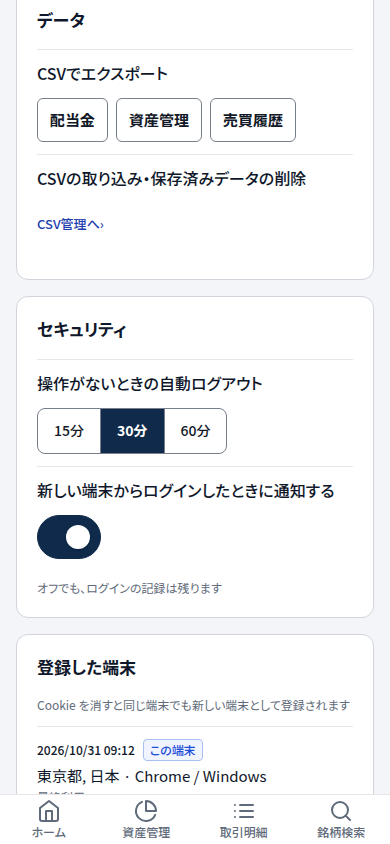 データ
CSVでエクスポート
配当金 資産管理 売買履歴
CSVの取り込み・保存済みデータの削除
CSV管理へ›
セキュリティ
操作がないときの自動ログアウト
15分 30分 60分
新しい端末からログインしたときに通知する
オフでも、ログインの記録は残ります
登録した端末
Cookie を消すと同じ端末でも新しい端末として登録されます
2026/10/31 09:12 この端末
東京都, 日本 · Chrome / Windows
ホーム 資産管理 取引明細 銘柄検索